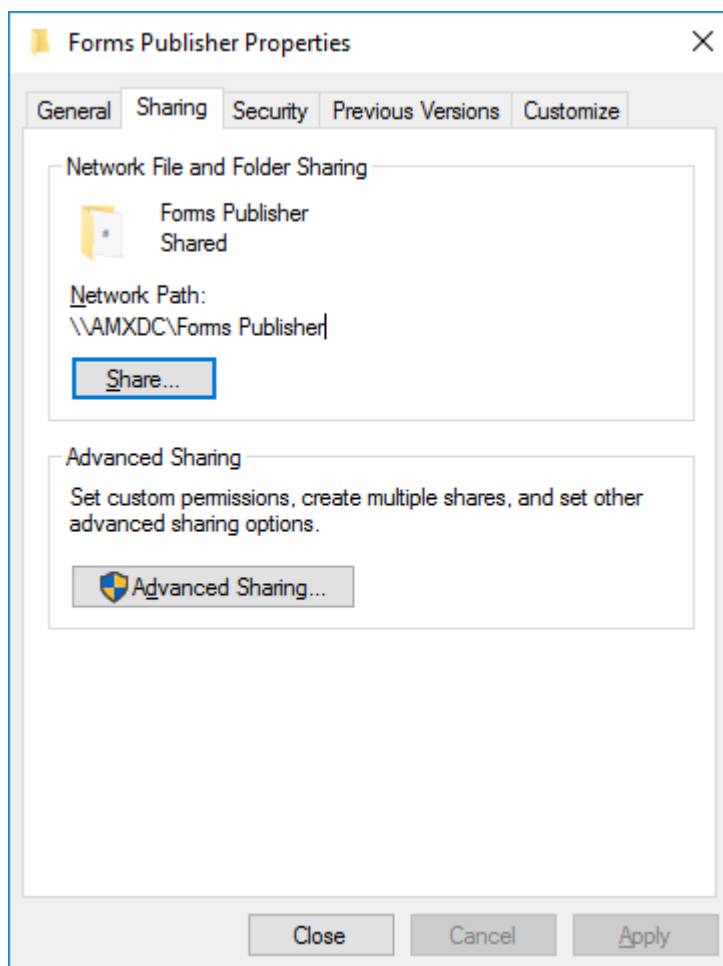 Forms Publisher Properties
General Sharing Security Previous Versions Customize
Network File and Folder Sharing
Forms Publisher
Shared
Network Path:
\\AMXDC\Forms Publisher
Share...
Advanced Sharing
Set custom permissions, create multiple shares, and set other
advanced sharing options.
Advanced Sharing...
Close Cancel Apply